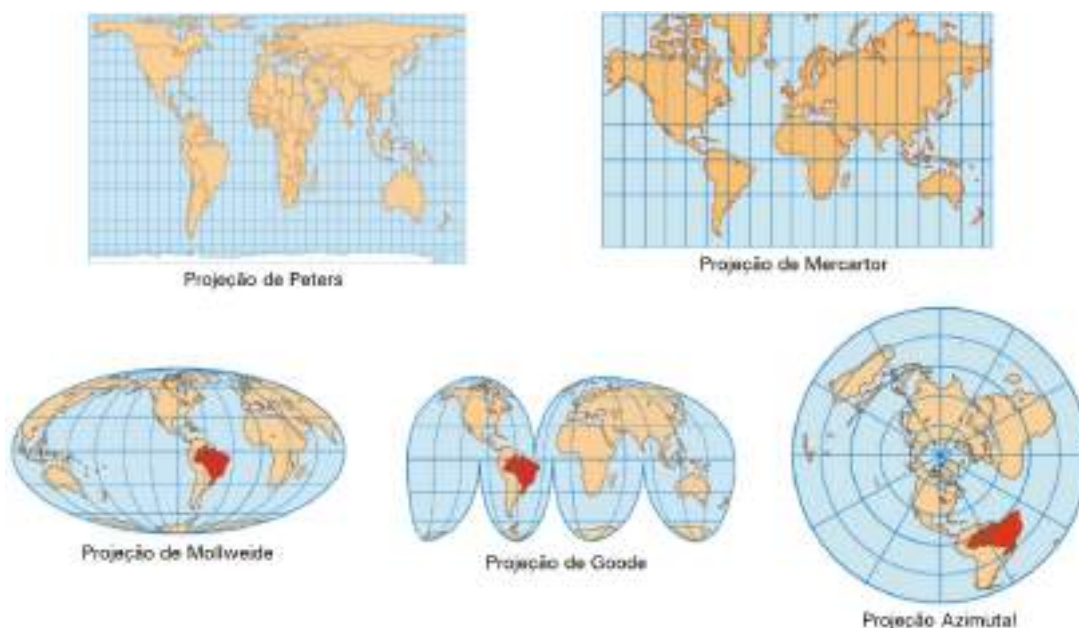 Projeção de Peters
Projeção de Mercartor
Projeção de Mollweide
Projeção de Goode
Projeção Azimutal